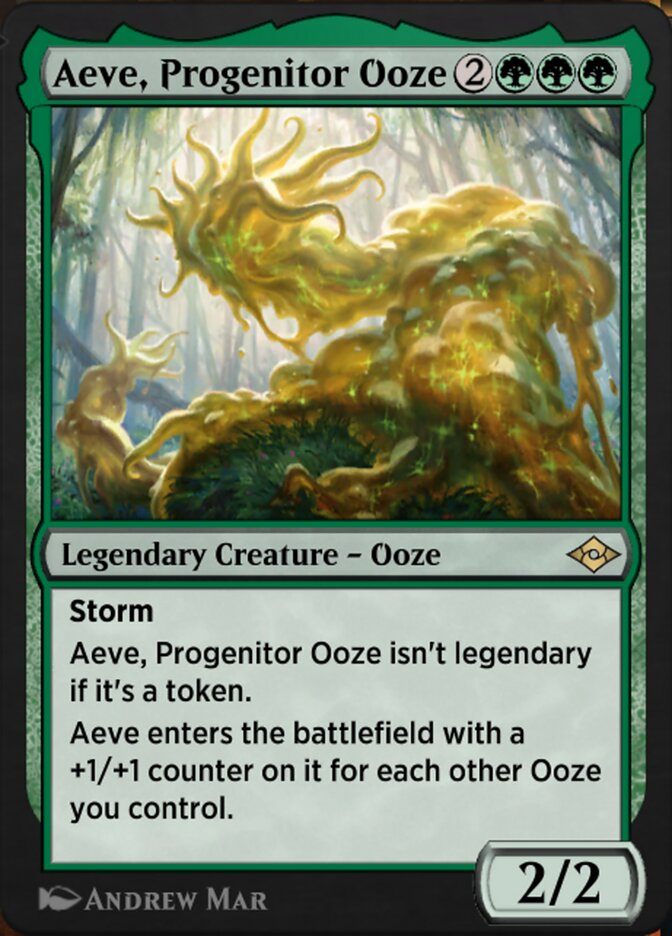 Aeve, Progenitor Ooze 2
Legendary Creature – Ooze
Storm
Aeve, Progenitor Ooze isn't legendary
if it's a token.
Aeve enters the battlefield with a
+1/+1 counter on it for each other Ooze
you control.
2/2
Andrew Mar